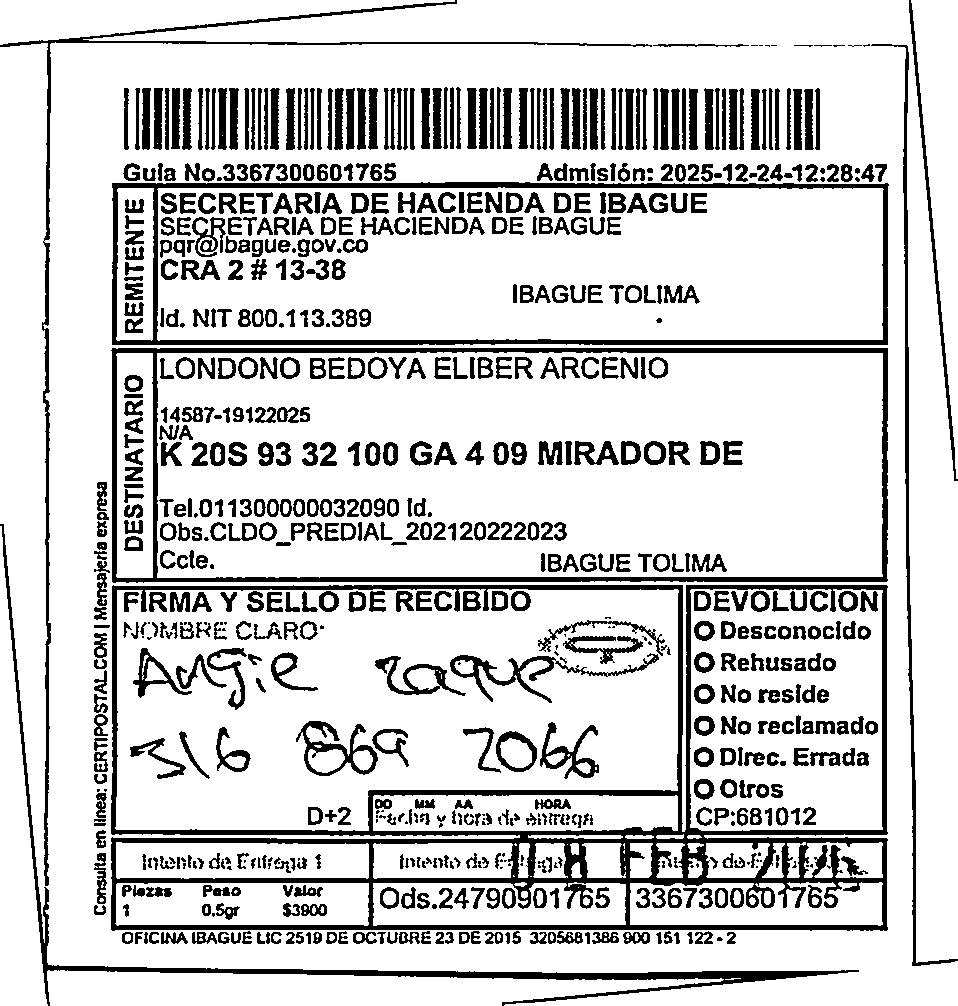 Guia No.3367300601765 Admisión: 2025-12-24-12:28:47
REMITENTE
SECRETARIA DE HACIENDA DE IBAGUE
SECRETARIA DE HACIENDA DE IBAGUE
pqr@ibague.gov.co
CRA 2 # 13-38
IBAGUE TOLIMA
Id. NIT 800.113.389
DESTINATARIO
LONDONO BEDOYA ELIBER ARCENIO
14587-19122025
N/A
K 20S 93 32 100 GA 4 09 MIRADOR DE
Tel.011300000032090 Id.
Obs.CLDO_PREDIAL_202120222023
Ccte. IBAGUE TOLIMA
Consulta en línea: CERTIPOSTAL.COM | Mensajería expresa
FIRMA Y SELLO DE RECIBIDO
NOMBRE CLARO:
Angie
316 869 2066
D+2
DD MM AA HORA
Fecha y hora de entrega
DEVOLUCION
Desconocido
Rehusado
No reside
No reclamado
Direc. Errada
Otros
CP:681012
Intento de Entrega 1 Intento de Entrega
FEB
Piezas Peso Valor
1 0.5gr $3900
Ods.24790901765 3367300601765
OFICINA IBAGUE LIC 2519 DE OCTUBRE 23 DE 2015 3205681386 900 151 122 - 2